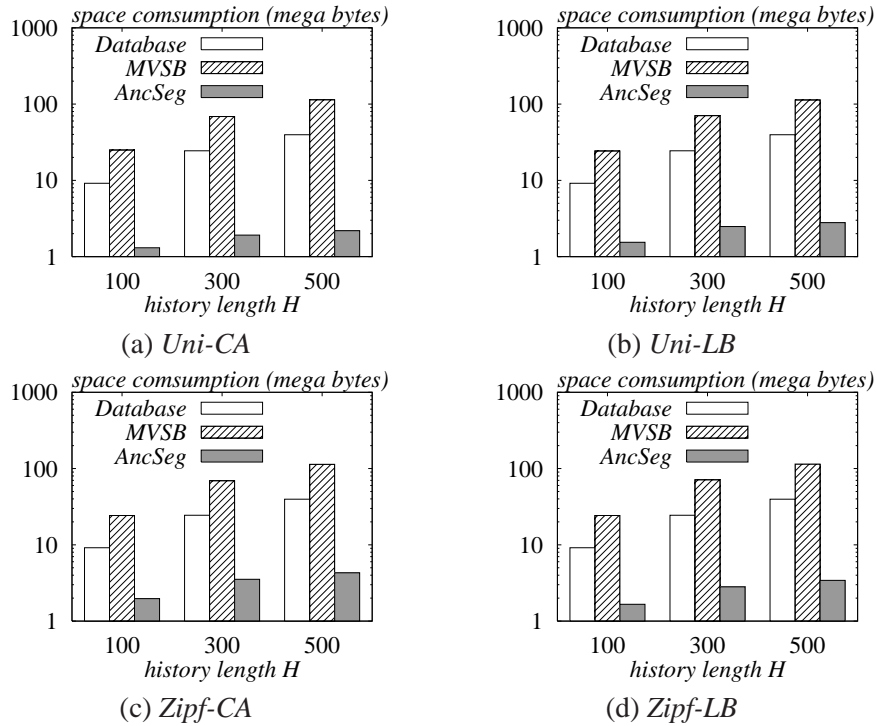 space comsumption (mega bytes)
1000
100
10
1
Database
MVSB
AncSeg
100 300 500
history length H
(a) Uni-CA
space comsumption (mega bytes)
1000
100
10
1
Database
MVSB
AncSeg
100 300 500
history length H
(b) Uni-LB
space comsumption (mega bytes)
1000
100
10
1
Database
MVSB
AncSeg
100 300 500
history length H
(c) Zipf-CA
space comsumption (mega bytes)
1000
100
10
1
Database
MVSB
AncSeg
100 300 500
history length H
(d) Zipf-LB